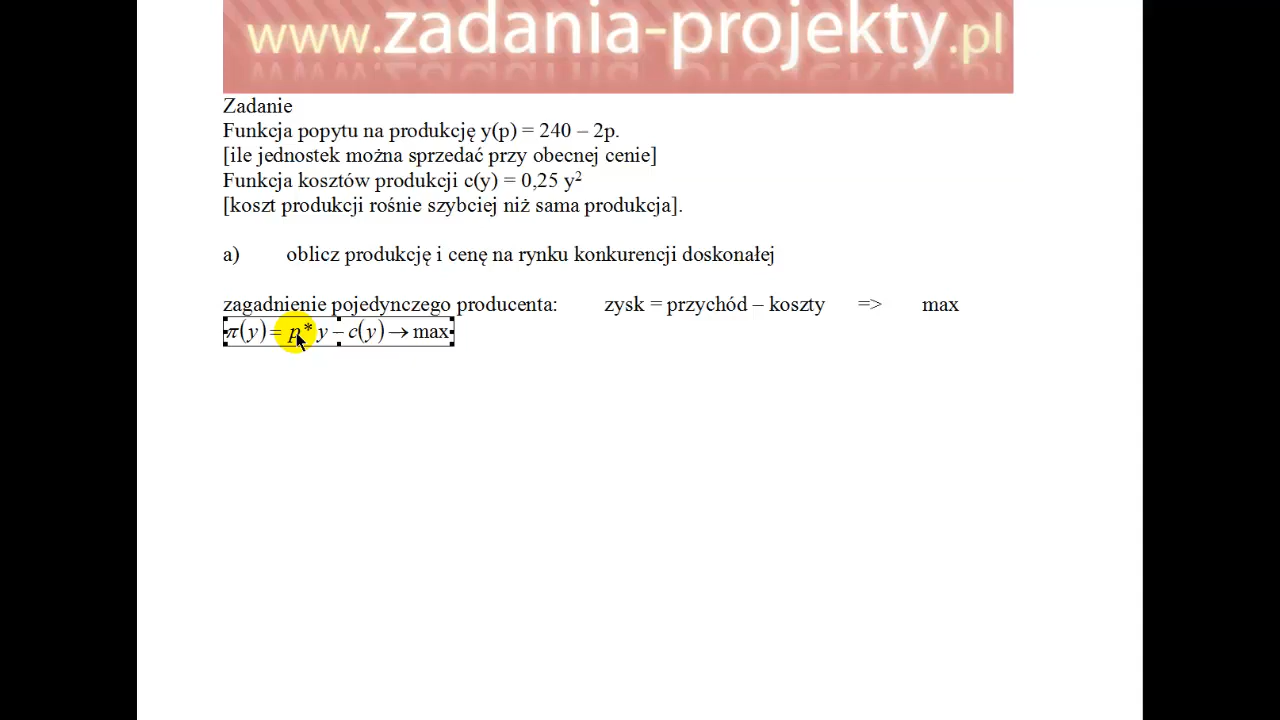 www.zadania-projekty.pl
Zadanie
Funkcja popytu na produkcję y(p) = 240 – 2p.
[ile jednostek można sprzedać przy obecnej cenie]
Funkcja kosztów produkcji c(y) = 0,25 y²
[koszt produkcji rośnie szybciej niż sama produkcja].
a) oblicz produkcję i cenę na rynku konkurencji doskonałej
zagadnienie pojedynczego producenta: zysk = przychód – koszty => max
π(y) = p * y – c(y) → max